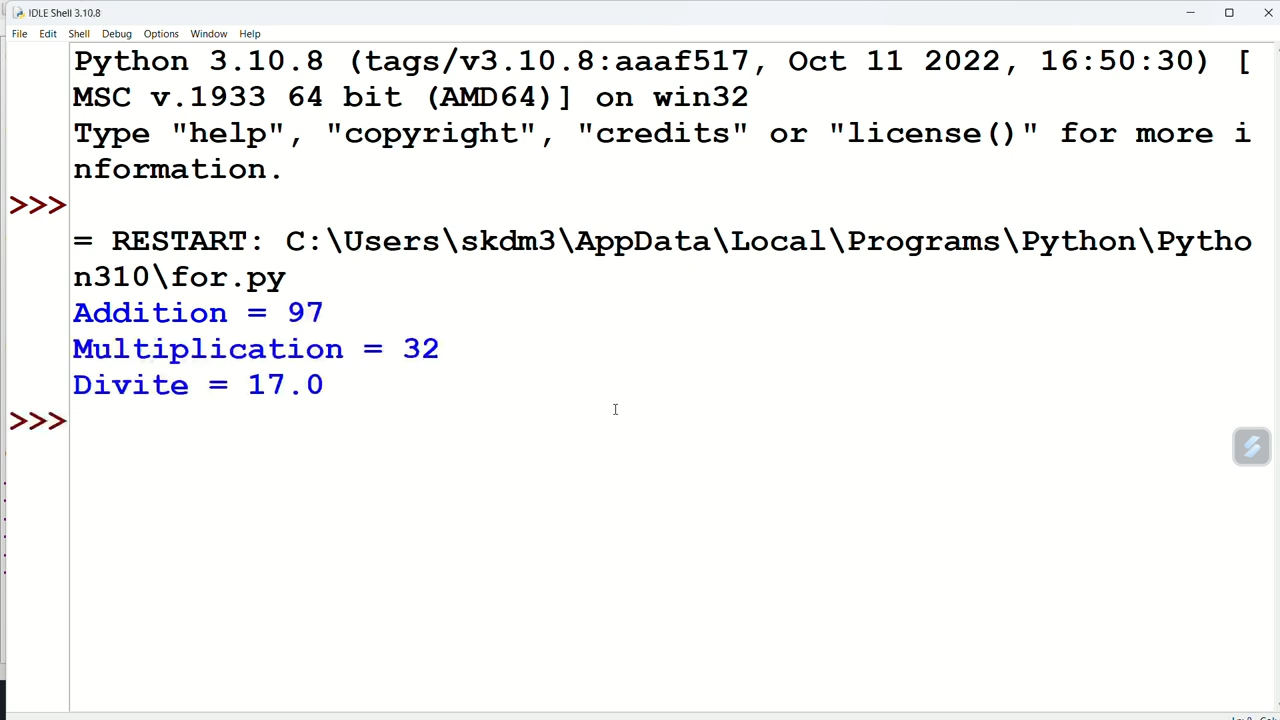 IDLE Shell 3.10.8
File Edit Shell Debug Options Window Help
Python 3.10.8 (tags/v3.10.8:aaaf517, Oct 11 2022, 16:50:30) [
MSC v.1933 64 bit (AMD64)] on win32
Type "help", "copyright", "credits" or "license()" for more i
nformation.
>>>
= RESTART: C:\Users\skdm3\AppData\Local\Programs\Python\Pytho
n310\for.py
Addition = 97
Multiplication = 32
Divite = 17.0
>>>